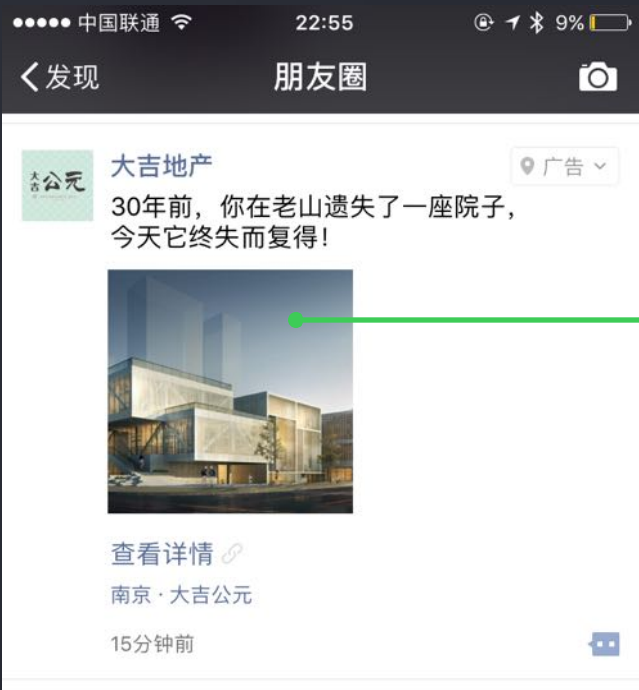 中国联通
22:55
9%
发现
朋友圈
大吉公元
大吉地产
广告
30年前，你在老山遗失了一座院子，
今天它终失而复得！
查看详情
南京·大吉公元
15分钟前